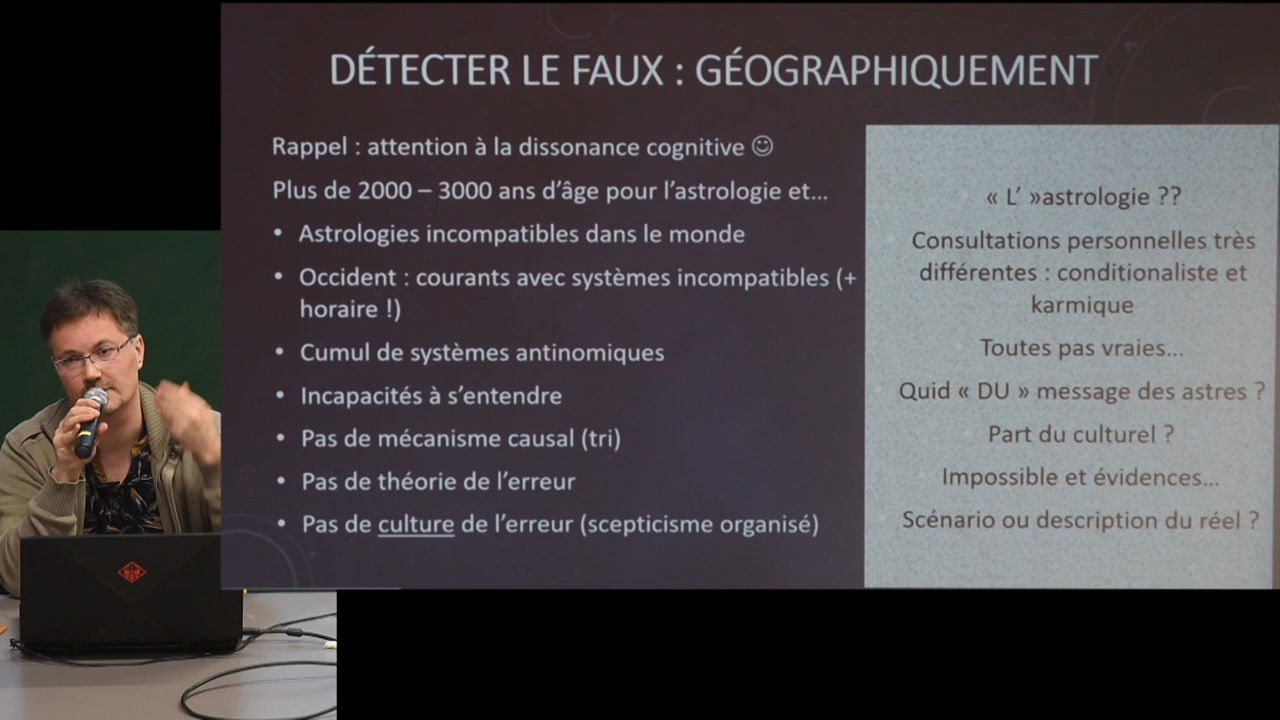 DÉTECTER LE FAUX : GÉOGRAPHIQUEMENT
Rappel : attention à la dissonance cognitive ☺
Plus de 2000 – 3000 ans d’âge pour l’astrologie et…
• Astrologies incompatibles dans le monde
• Occident : courants avec systèmes incompatibles (+
horaire !)
• Cumul de systèmes antinomiques
• Incapacités à s’entendre
• Pas de mécanisme causal (tri)
• Pas de théorie de l’erreur
• Pas de culture de l’erreur (scepticisme organisé)
« L’ »astrologie ??
Consultations personnelles très
différentes : conditionaliste et
karmique
Toutes pas vraies…
Quid « DU » message des astres ?
Part du culturel ?
Impossible et évidences…
Scénario ou description du réel ?